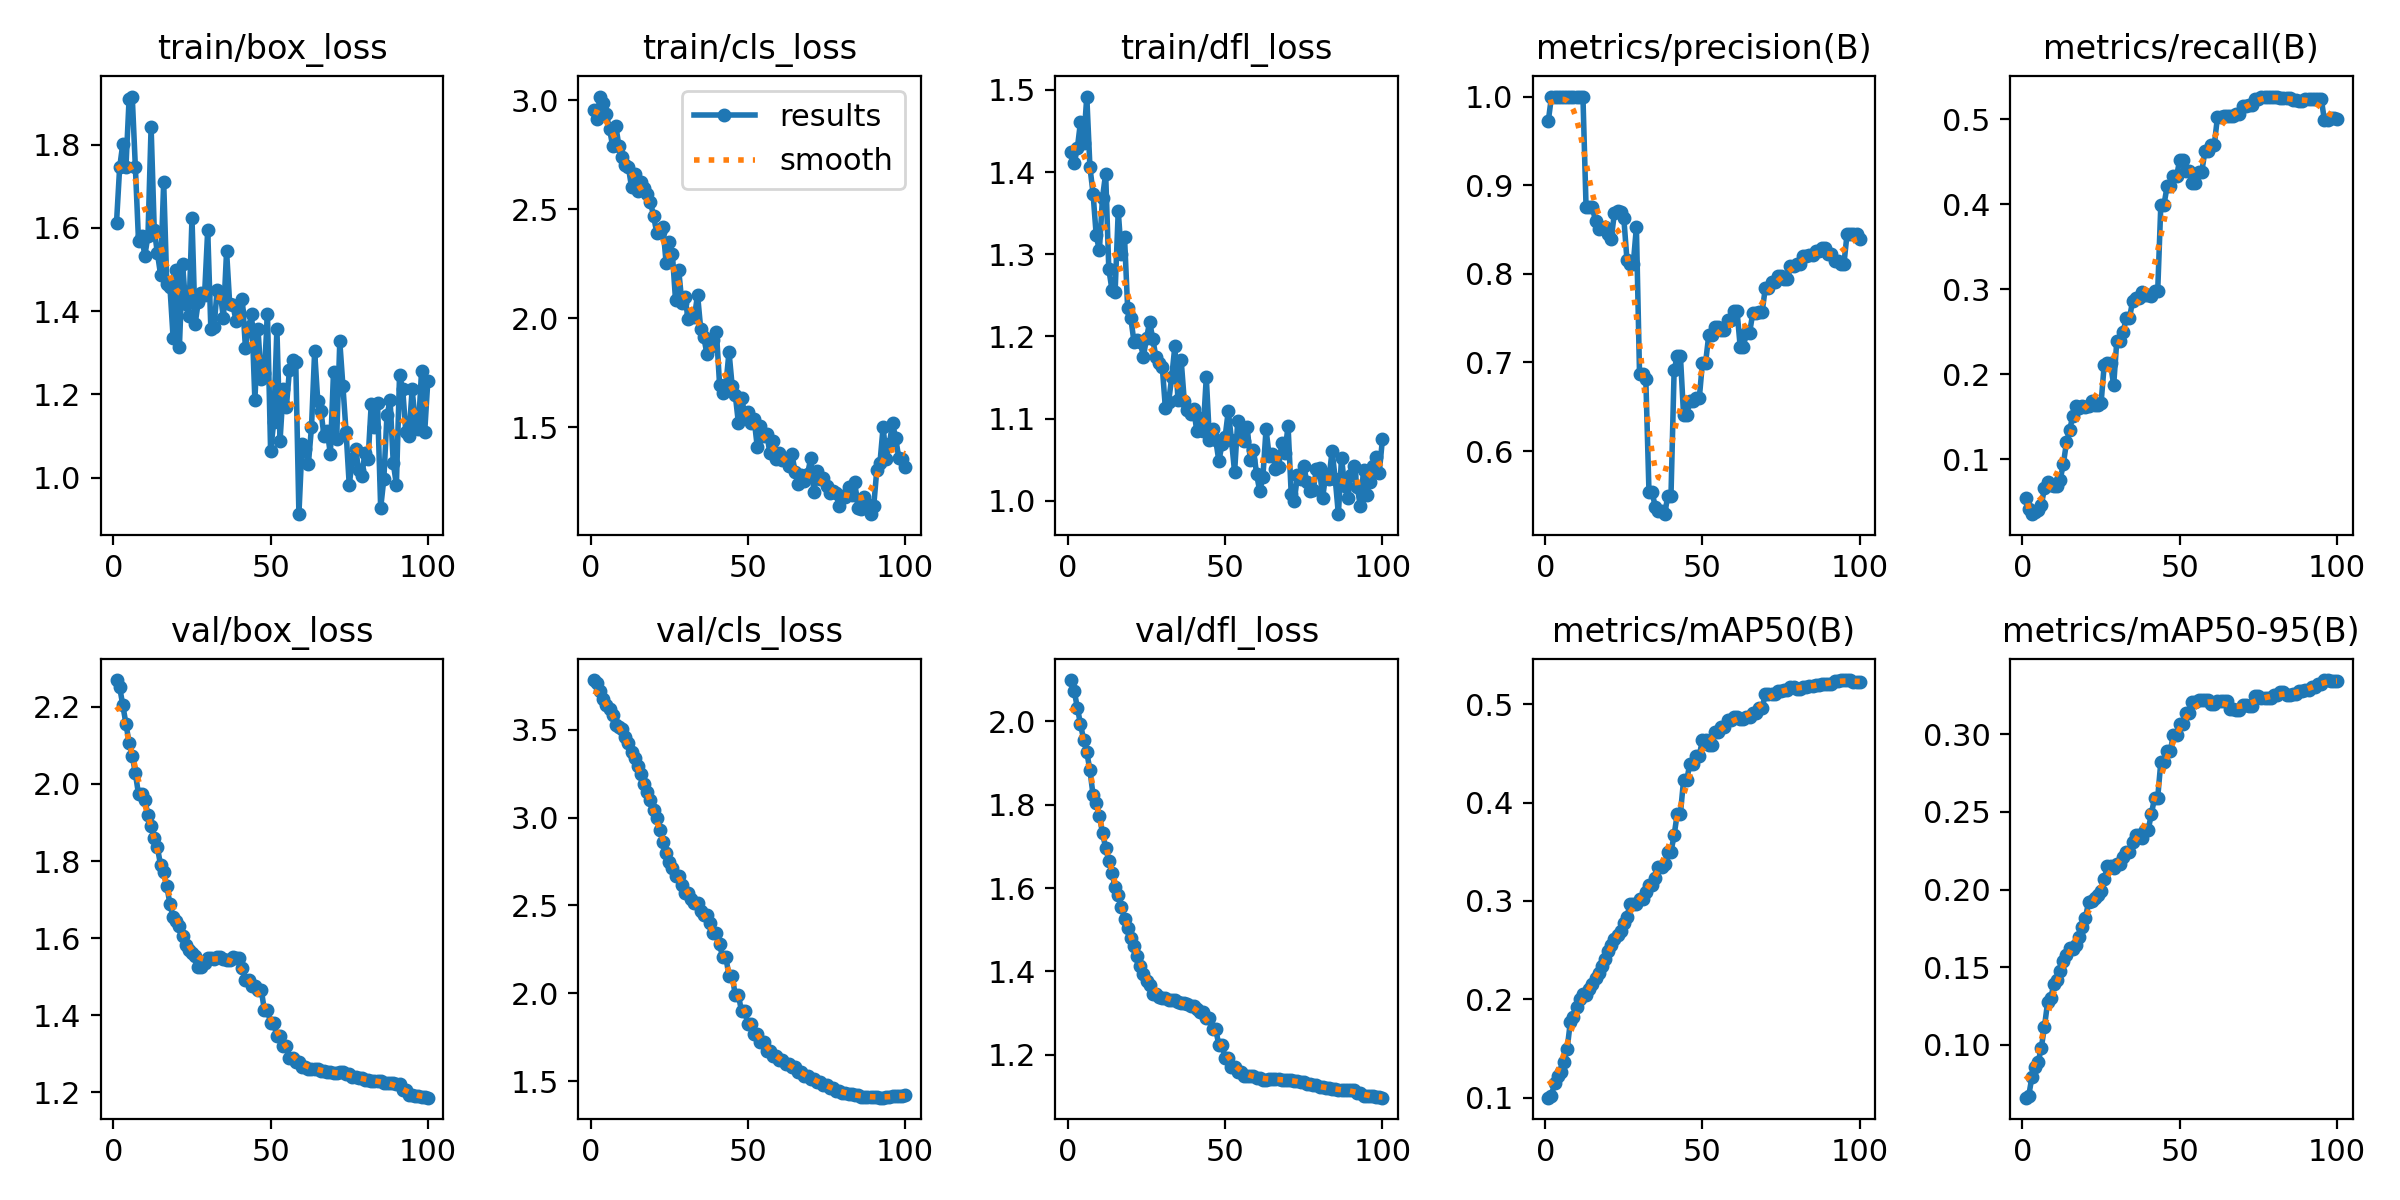 train/box_loss
1.8
1.6
1.4
1.2
1.0
0 50 100
train/cls_loss
results
smooth
3.0
2.5
2.0
1.5
0 50 100
train/dfl_loss
1.5
1.4
1.3
1.2
1.1
1.0
0 50 100
metrics/precision(B)
1.0
0.9
0.8
0.7
0.6
0 50 100
metrics/recall(B)
0.5
0.4
0.3
0.2
0.1
0 50 100
val/box_loss
2.2
2.0
1.8
1.6
1.4
1.2
0 50 100
val/cls_loss
3.5
3.0
2.5
2.0
1.5
0 50 100
val/dfl_loss
2.0
1.8
1.6
1.4
1.2
0 50 100
metrics/mAP50(B)
0.5
0.4
0.3
0.2
0.1
0 50 100
metrics/mAP50-95(B)
0.30
0.25
0.20
0.15
0.10
0 50 100